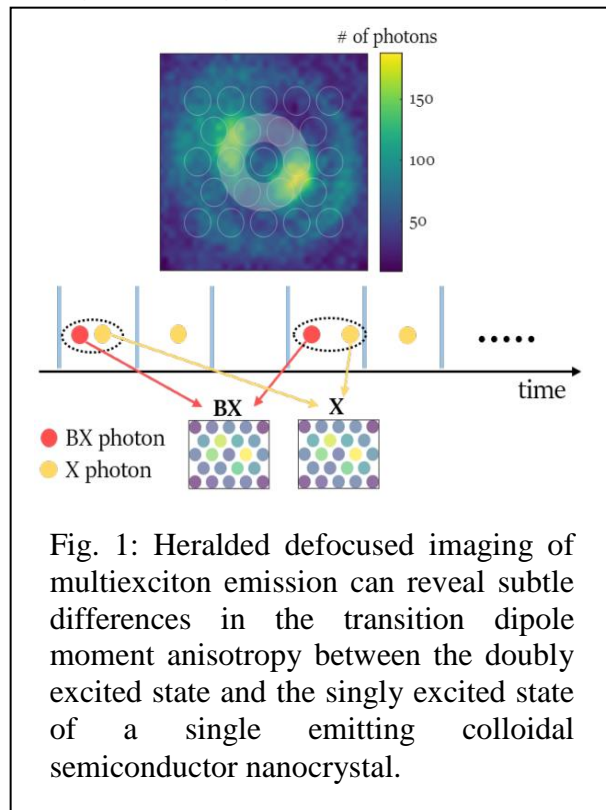 # of photons
150
100
50
.....
time
BX
X
BX photon
X photon
Fig. 1: Heralded defocused imaging of
multiexciton emission can reveal subtle
differences in the transition dipole
moment anisotropy between the doubly
excited state and the singly excited state
of a single emitting colloidal
semiconductor nanocrystal.